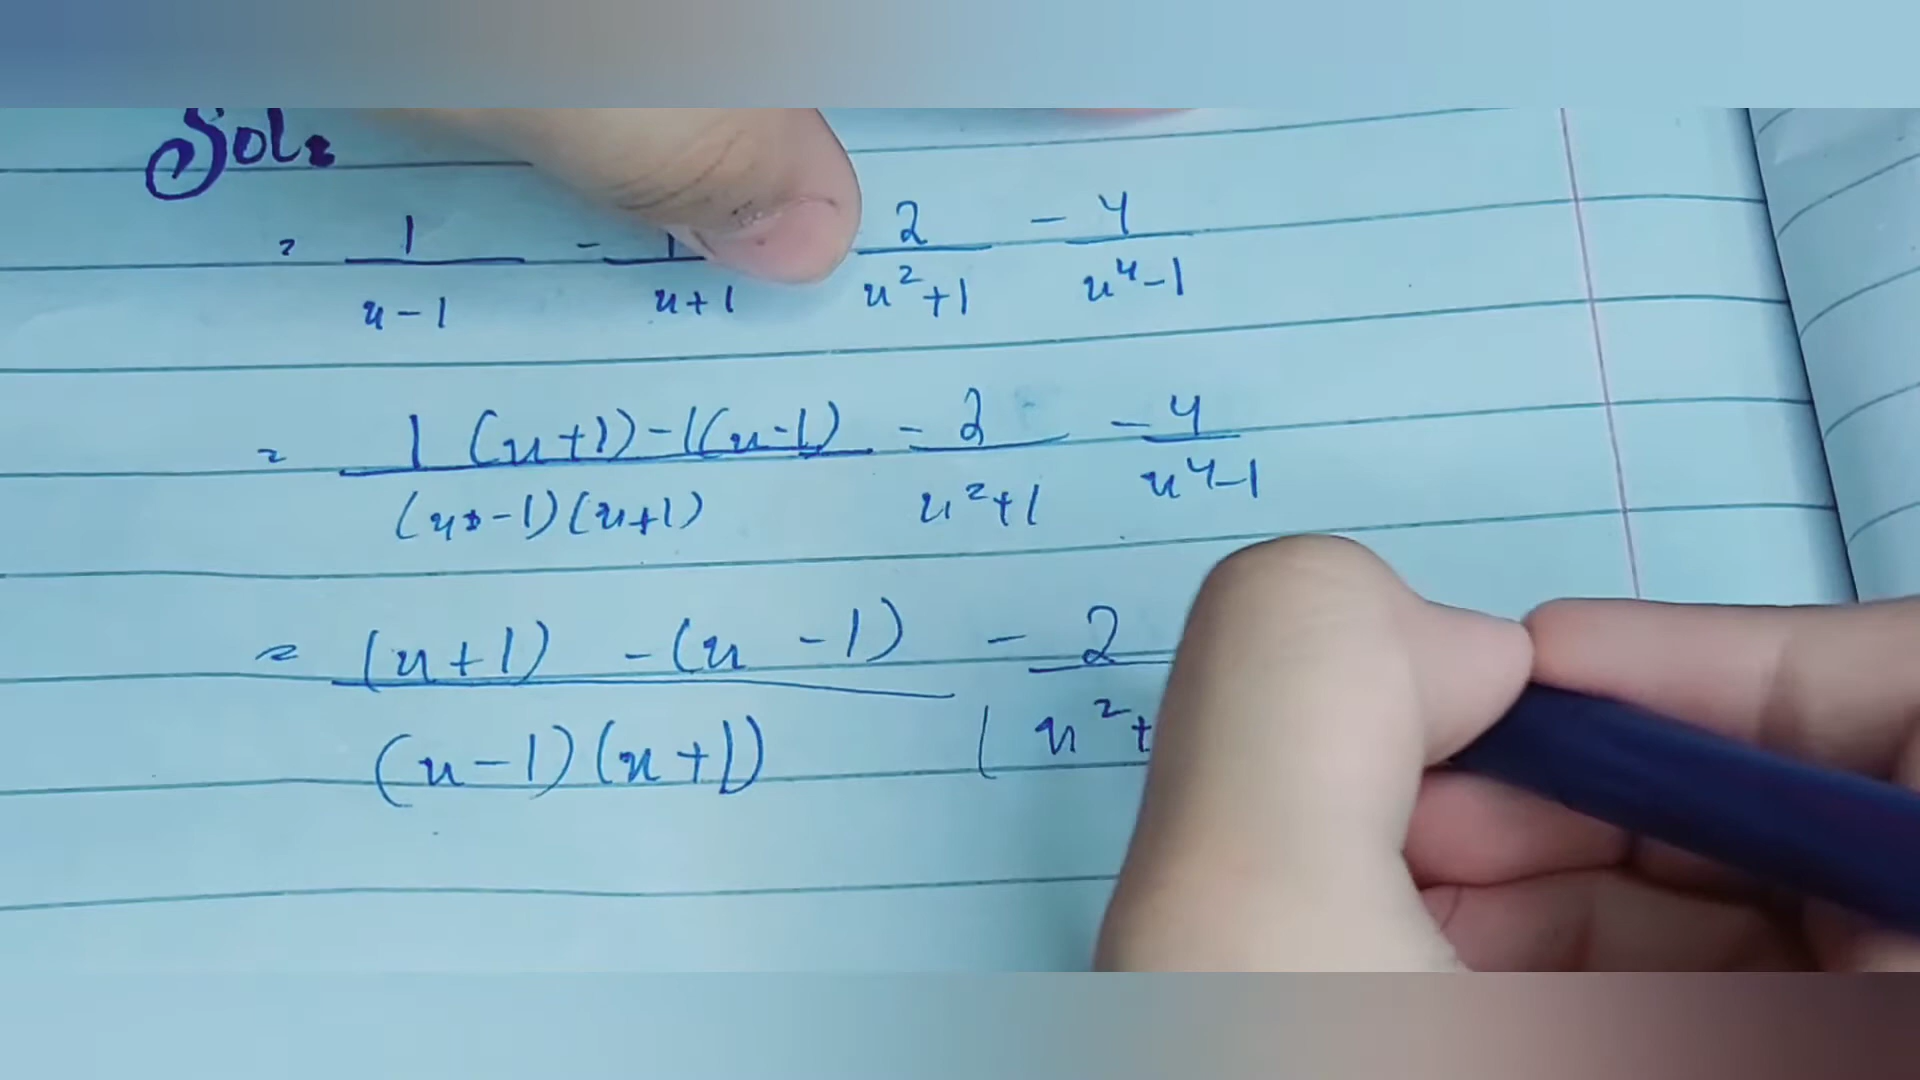 Sol:
= 1/(x-1) - 1/(x+1) 2/(x²+1) - 4/(x⁴-1)
= 1(x+1)-1(x-1)/(x-1)(x+1) - 2/(x²+1) - 4/(x⁴-1)
= (x+1) -(x-1)/(x-1)(x+1) - 2/(x²+